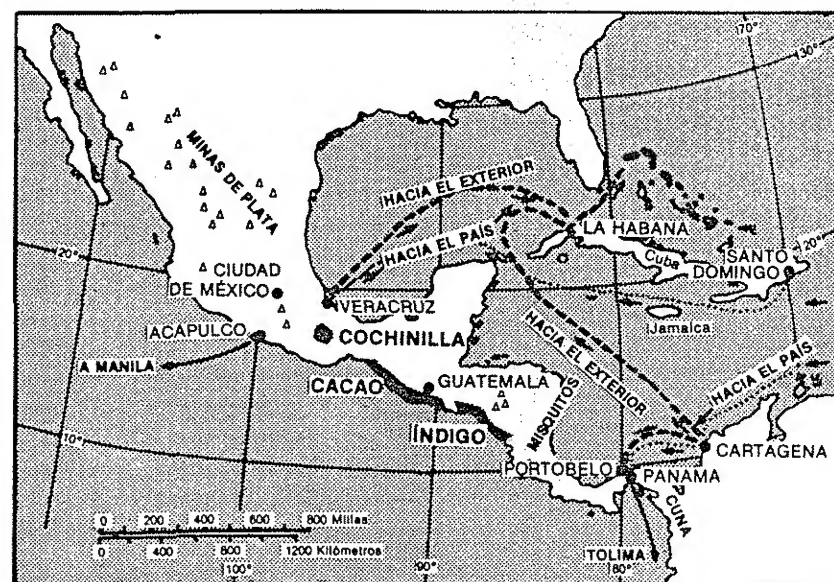 170°
130°
MINAS DE PLATA
HACIA EL EXTERIOR
LA HABANA
HACIA EL PAÍS
Cuba
20°
SANTO
DOMINGO
20°
CIUDAD
DE MÉXICO
VERACRUZ
Jamaica
ACAPULCO
COCHINILLA
HACIA EL EXTERIOR
HACIA EL PAÍS
A MANILA
CACAO
GUATEMALA
MISQUITOS
ÍNDIGO
CARTAGENA
10°
PORTOBELO
PANAMA
CUNA
TOLIMA
0 200 400 600 800 Millas
0 400 800 1200 Kilómetros
100°
90°
80°